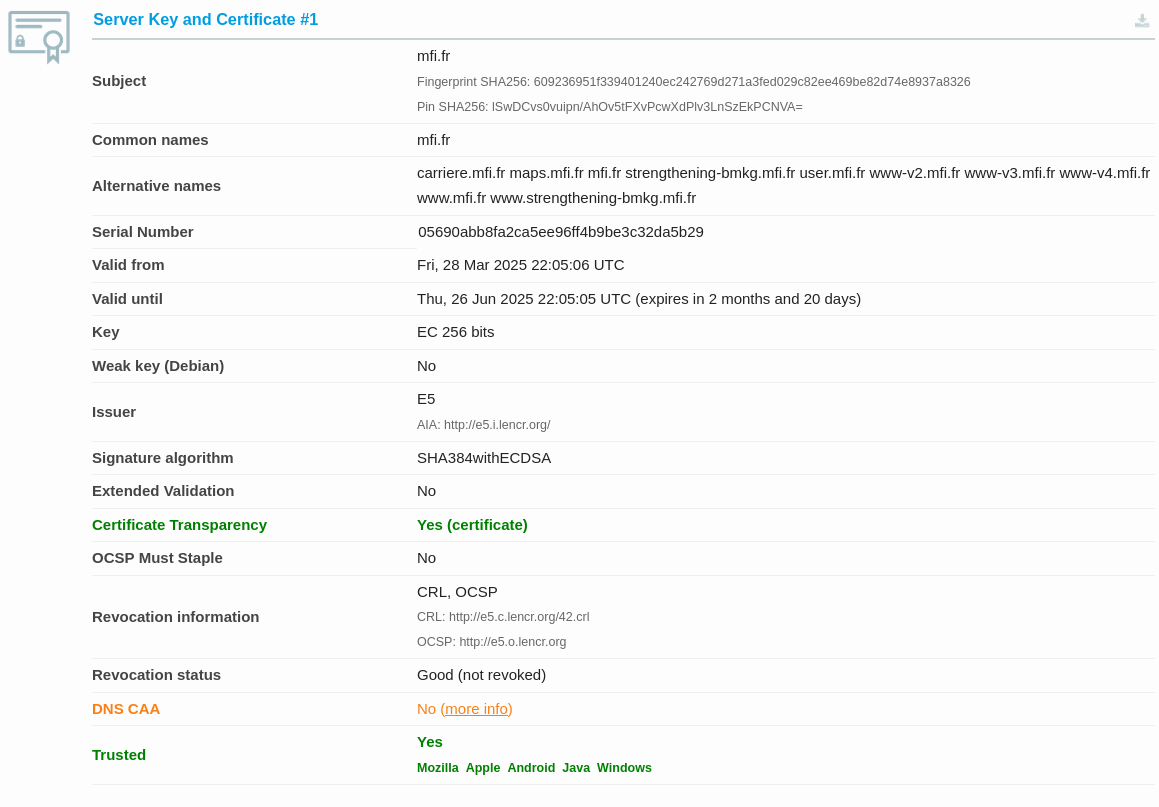 Server Key and Certificate #1
Subject
mfi.fr
Fingerprint SHA256: 609236951f339401240ec242769d271a3fed029c82ee469be82d74e8937a8326
Pin SHA256: lSwDCvs0vuipn/AhOv5tFXvPcwXdPlv3LnSzEkPCNVA=
Common names mfi.fr
Alternative names
carriere.mfi.fr maps.mfi.fr mfi.fr strengthening-bmkg.mfi.fr user.mfi.fr www-v2.mfi.fr www-v3.mfi.fr www-v4.mfi.fr
www.mfi.fr www.strengthening-bmkg.mfi.fr
Serial Number 05690abb8fa2ca5ee96ff4b9be3c32da5b29
Valid from Fri, 28 Mar 2025 22:05:06 UTC
Valid until Thu, 26 Jun 2025 22:05:05 UTC (expires in 2 months and 20 days)
Key EC 256 bits
Weak key (Debian) No
Issuer
E5
AIA: http://e5.i.lencr.org/
Signature algorithm SHA384withECDSA
Extended Validation No
Certificate Transparency Yes (certificate)
OCSP Must Staple No
Revocation information
CRL, OCSP
CRL: http://e5.c.lencr.org/42.crl
OCSP: http://e5.o.lencr.org
Revocation status Good (not revoked)
DNS CAA No (more info)
Trusted
Yes
Mozilla Apple Android Java Windows